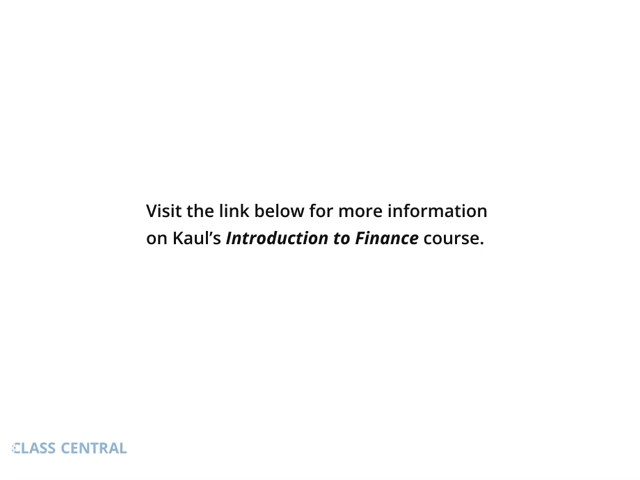 Visit the link below for more information
on Kaul’s Introduction to Finance course.
CLASS CENTRAL